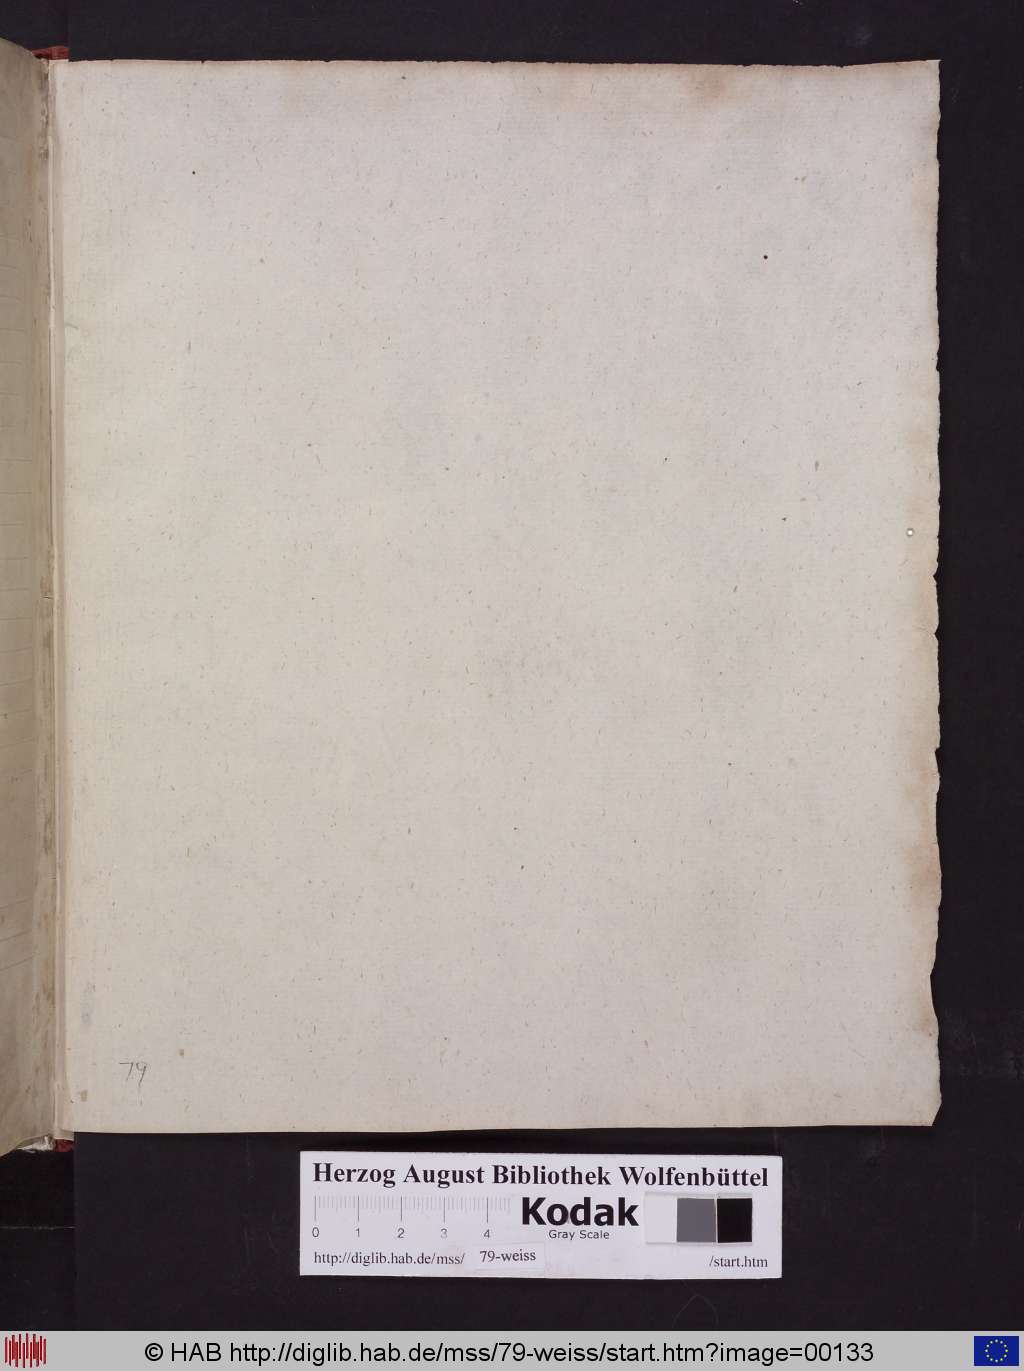 79
Herzog August Bibliothek Wolfenbüttel
0 1 2 3 4
Kodak
Gray Scale
http://diglib.hab.de/mss/ 79-weiss /start.htm
© HAB http://diglib.hab.de/mss/79-weiss/start.htm?image=00133